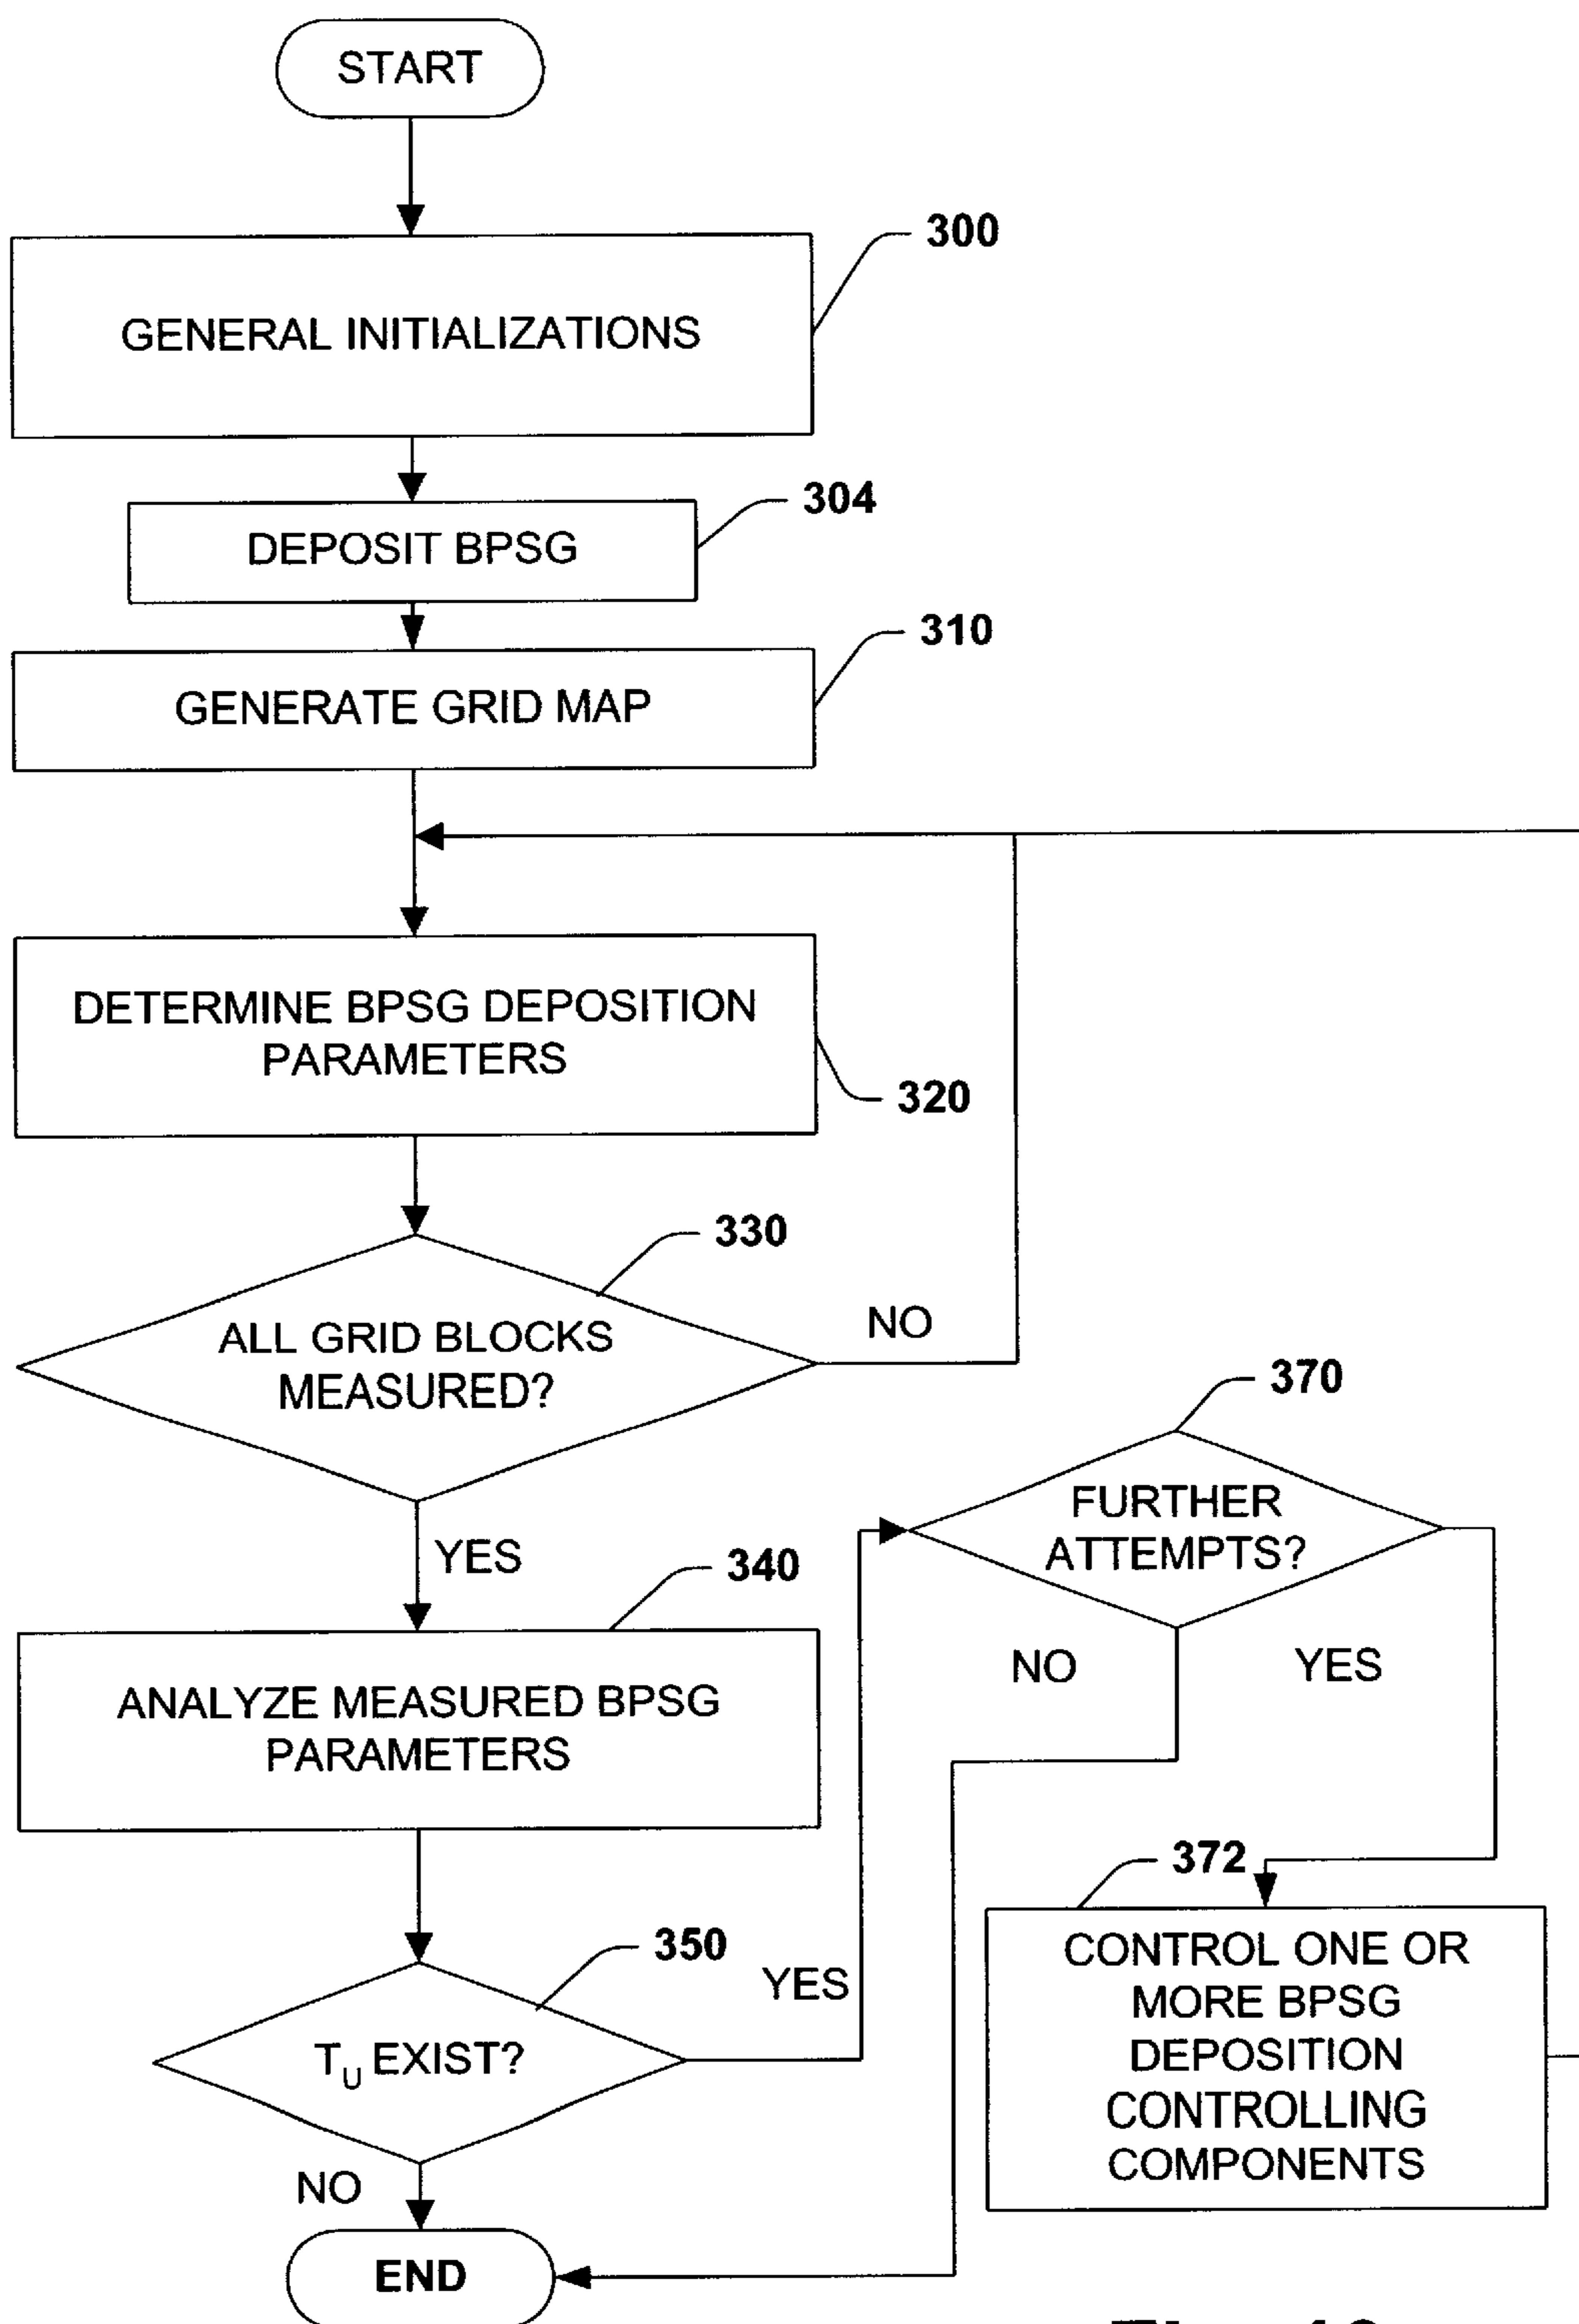 START
300
GENERAL INITIALIZATIONS
304
DEPOSIT BPSG
310
GENERATE GRID MAP
DETERMINE BPSG DEPOSITION
PARAMETERS
320
330
ALL GRID BLOCKS
MEASURED?
NO
YES
340
ANALYZE MEASURED BPSG
PARAMETERS
350
T_U EXIST?
YES
NO
END
370
FURTHER
ATTEMPTS?
NO
YES
372
CONTROL ONE OR
MORE BPSG
DEPOSITION
CONTROLLING
COMPONENTS